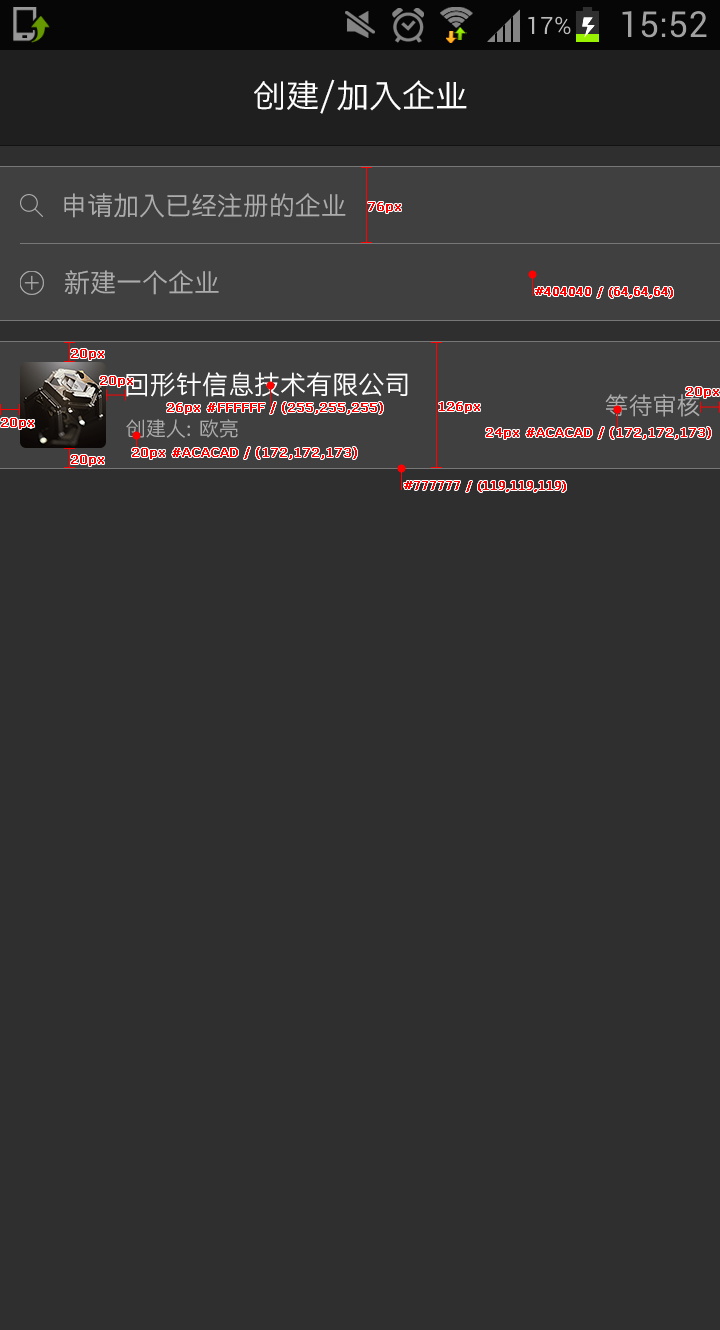 17% 15:52
创建/加入企业
申请加入已经注册的企业
76px
新建一个企业
#404040 / (64,64,64)
20px
20px
回形针信息技术有限公司
26px #FFFFFF / (255,255,255)
126px
等待审核
20px
20px
创建人: 欧亮
24px #ACACAD / (172,172,173)
20px #ACACAD / (172,172,173)
20px
#777777 / (119,119,119)